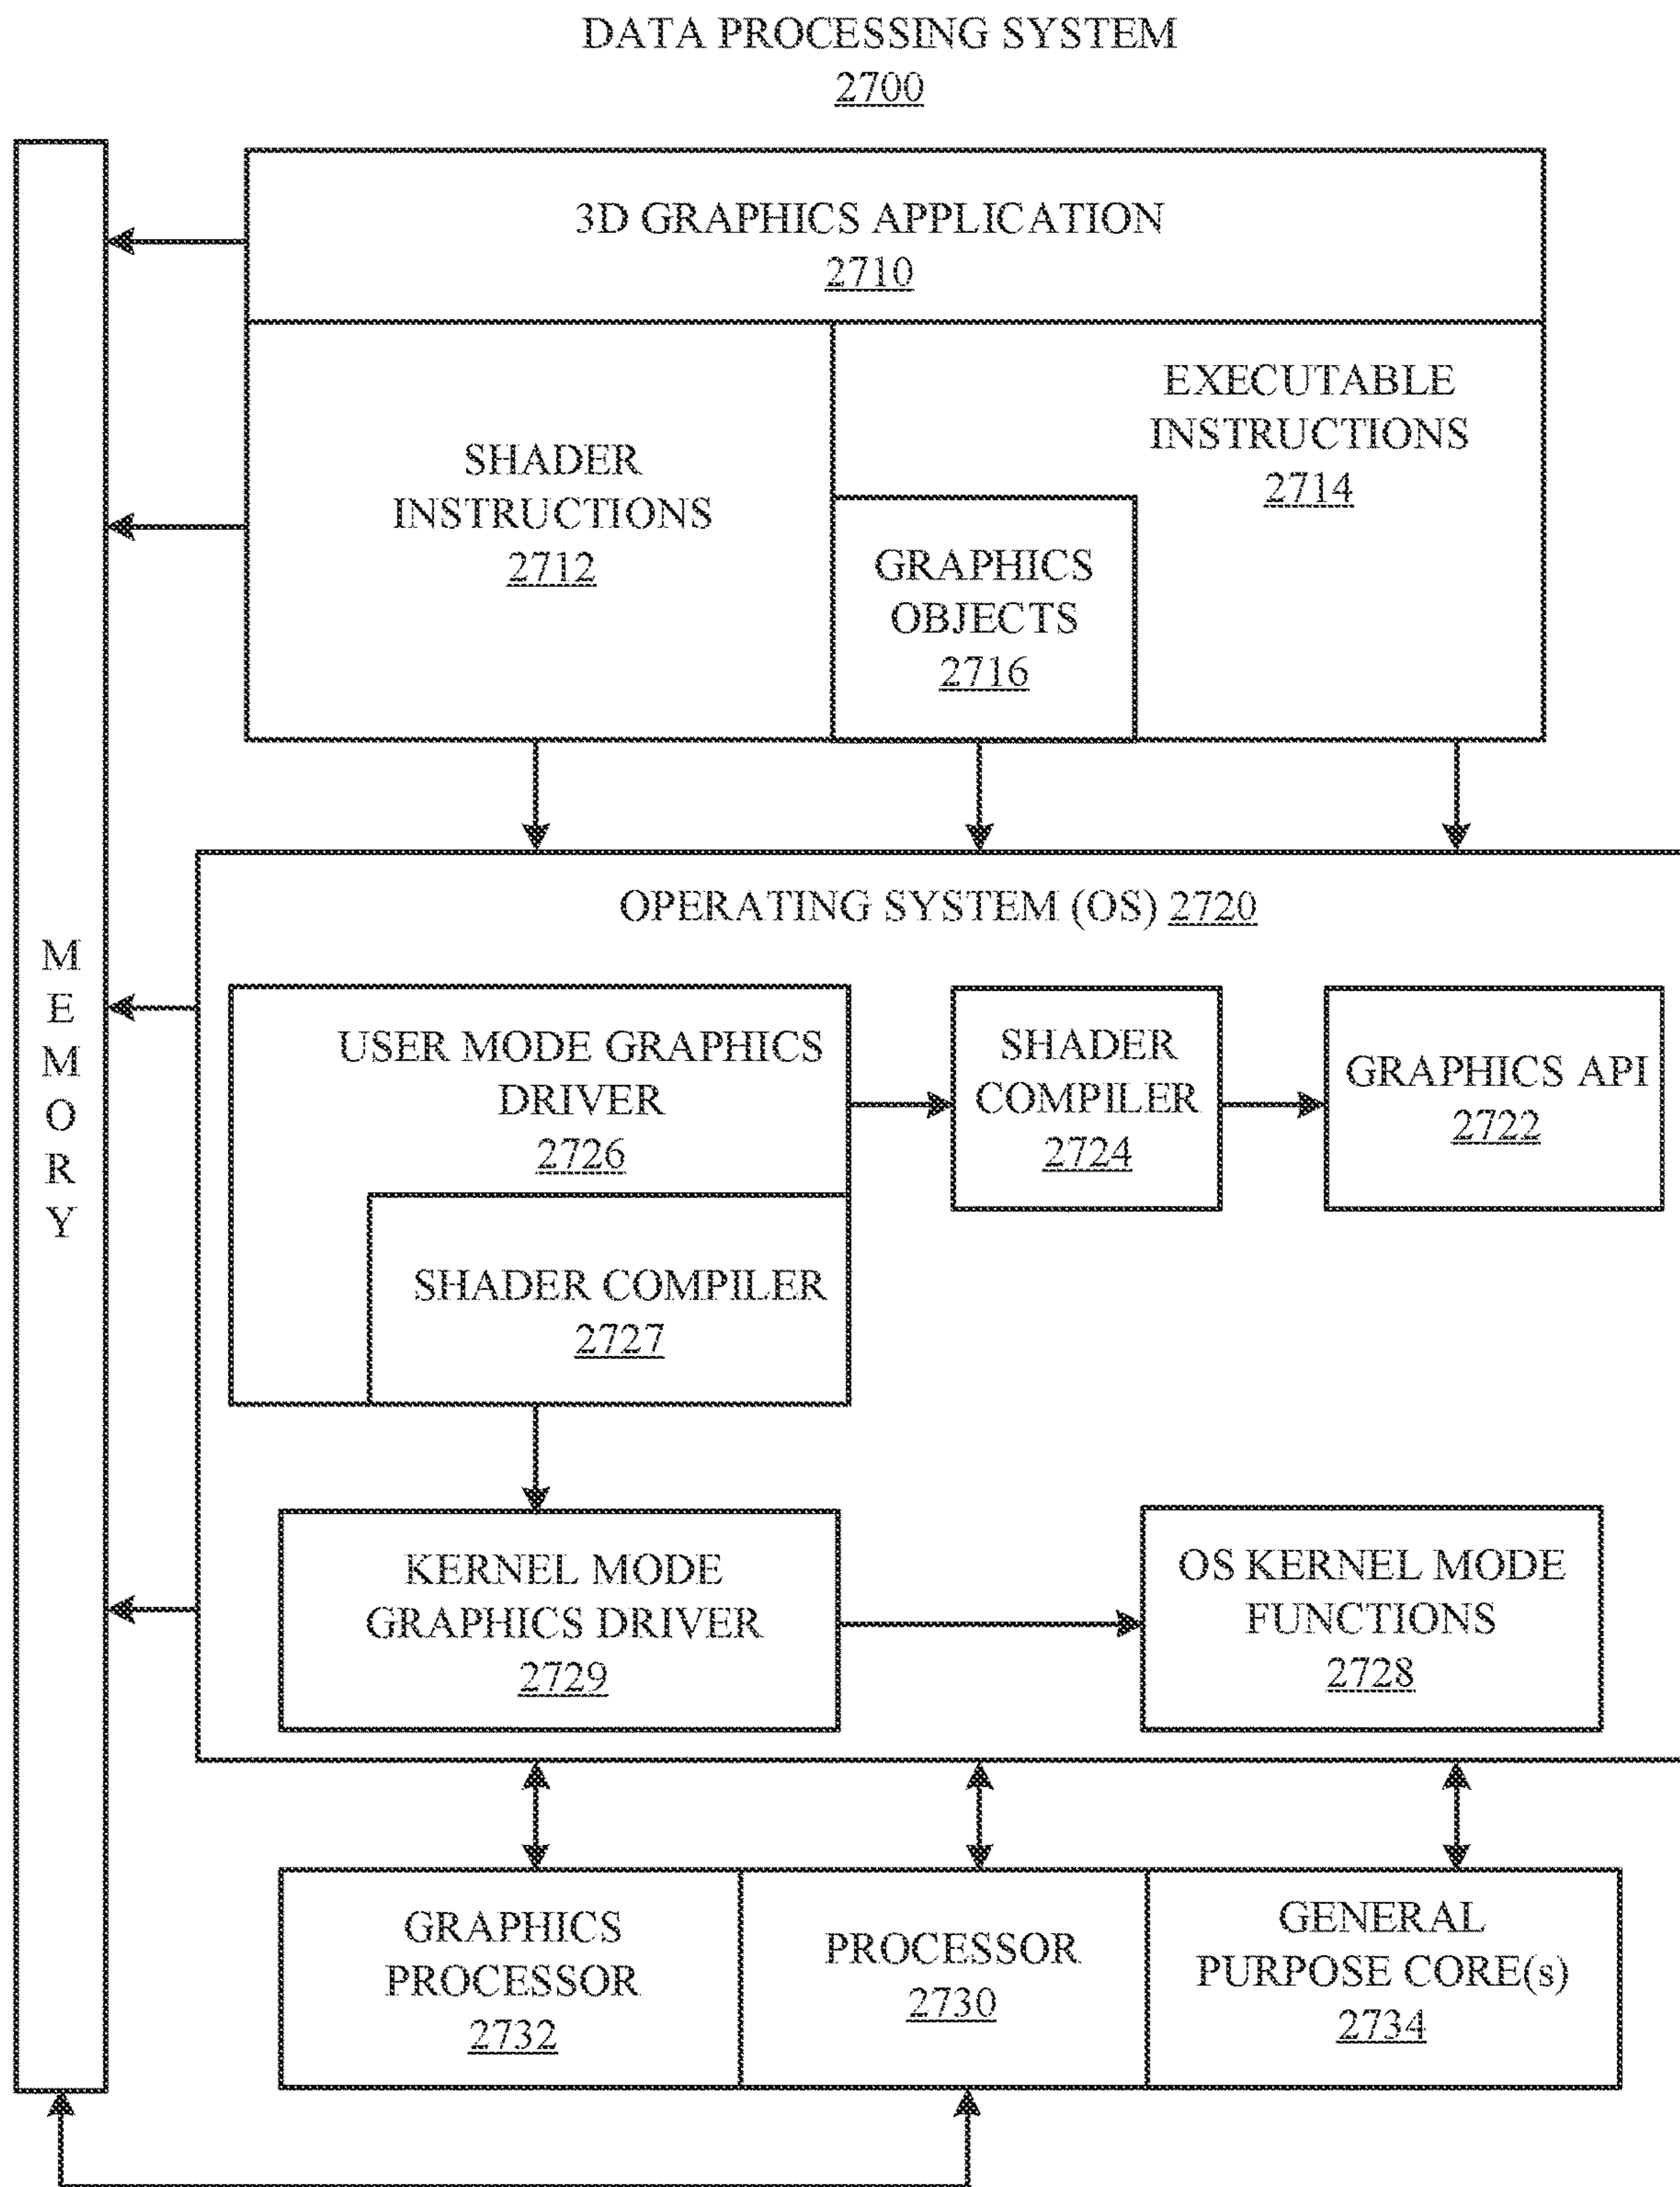 DATA PROCESSING SYSTEM
2700
3D GRAPHICS APPLICATION
2710
SHADER
INSTRUCTIONS
2712
EXECUTABLE
INSTRUCTIONS
2714
GRAPHICS
OBJECTS
2716
MEMORY
OPERATING SYSTEM (OS) 2720
USER MODE GRAPHICS
DRIVER
2726
SHADER COMPILER
2727
SHADER
COMPILER
2724
GRAPHICS API
2722
KERNEL MODE
GRAPHICS DRIVER
2729
OS KERNEL MODE
FUNCTIONS
2728
GRAPHICS
PROCESSOR
2732
PROCESSOR
2730
GENERAL
PURPOSE CORE(s)
2734